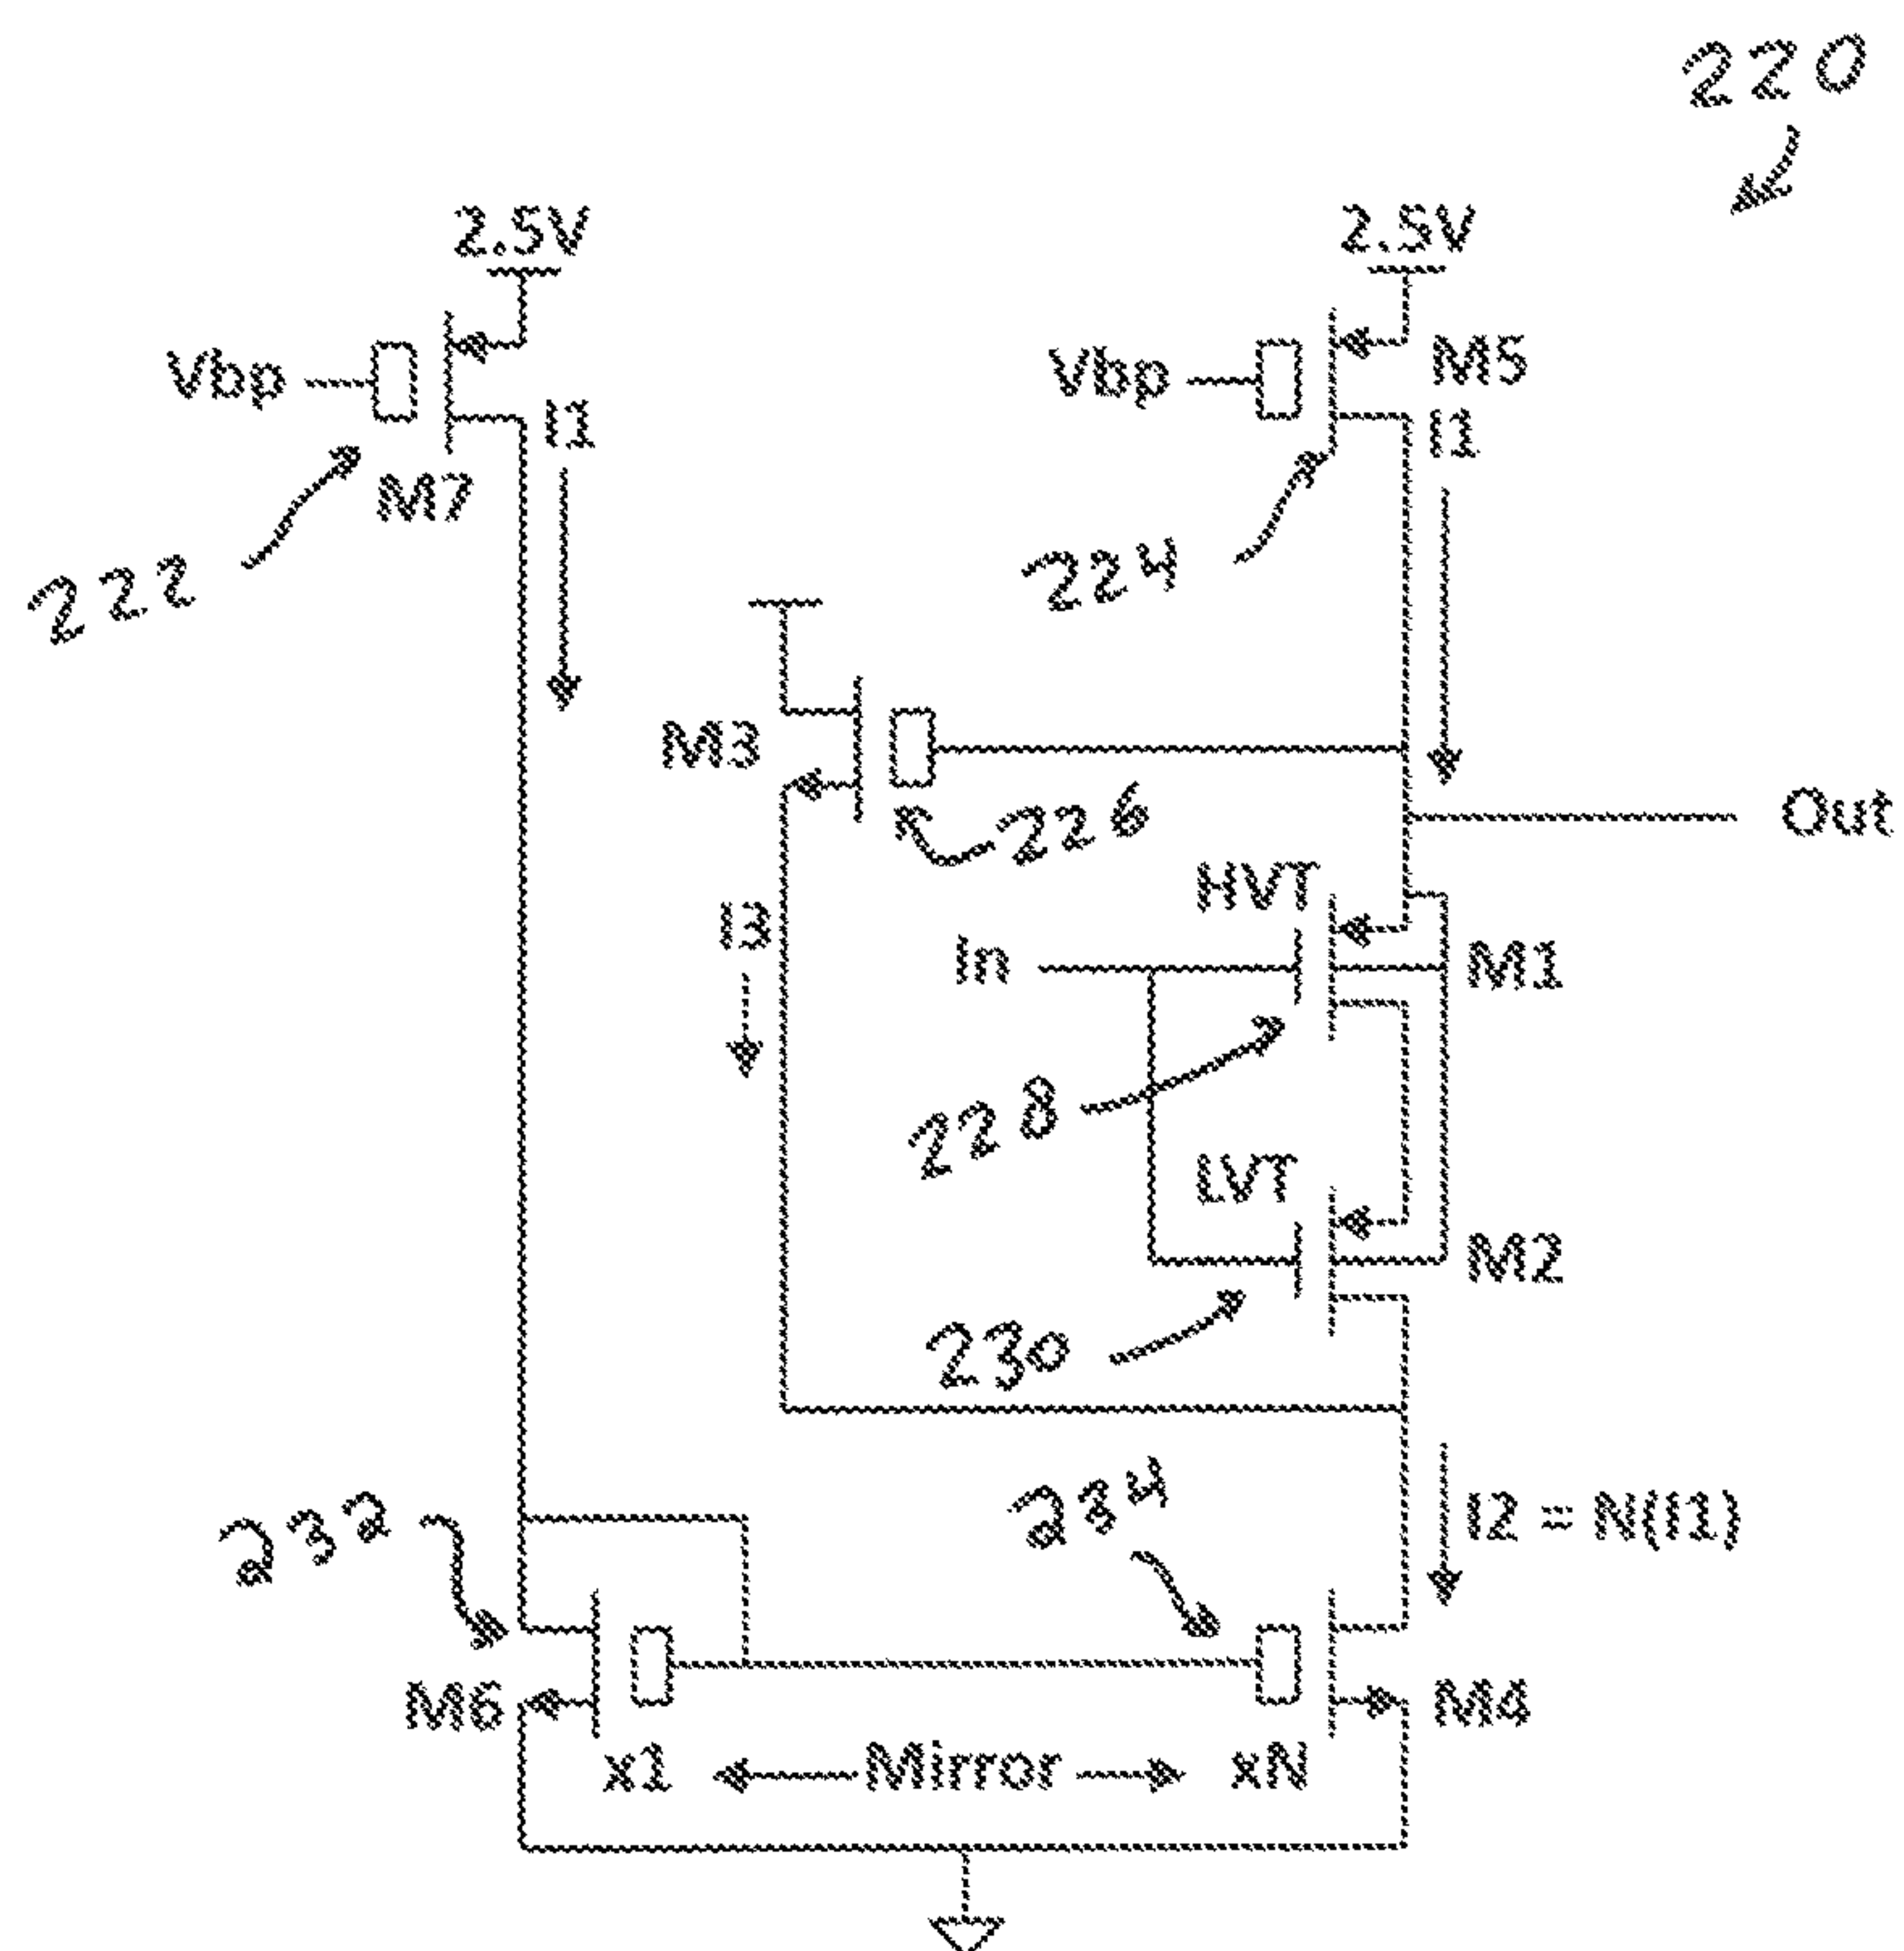 220
2.5V
2.5V
Vbp
Vbp
M5
I1
I1
M7
222
224
M3
226
Out
HVT
I3
In
M1
228
LVT
M2
230
232
234
I2 = N(I1)
M6
M4
x1
Mirror
xN